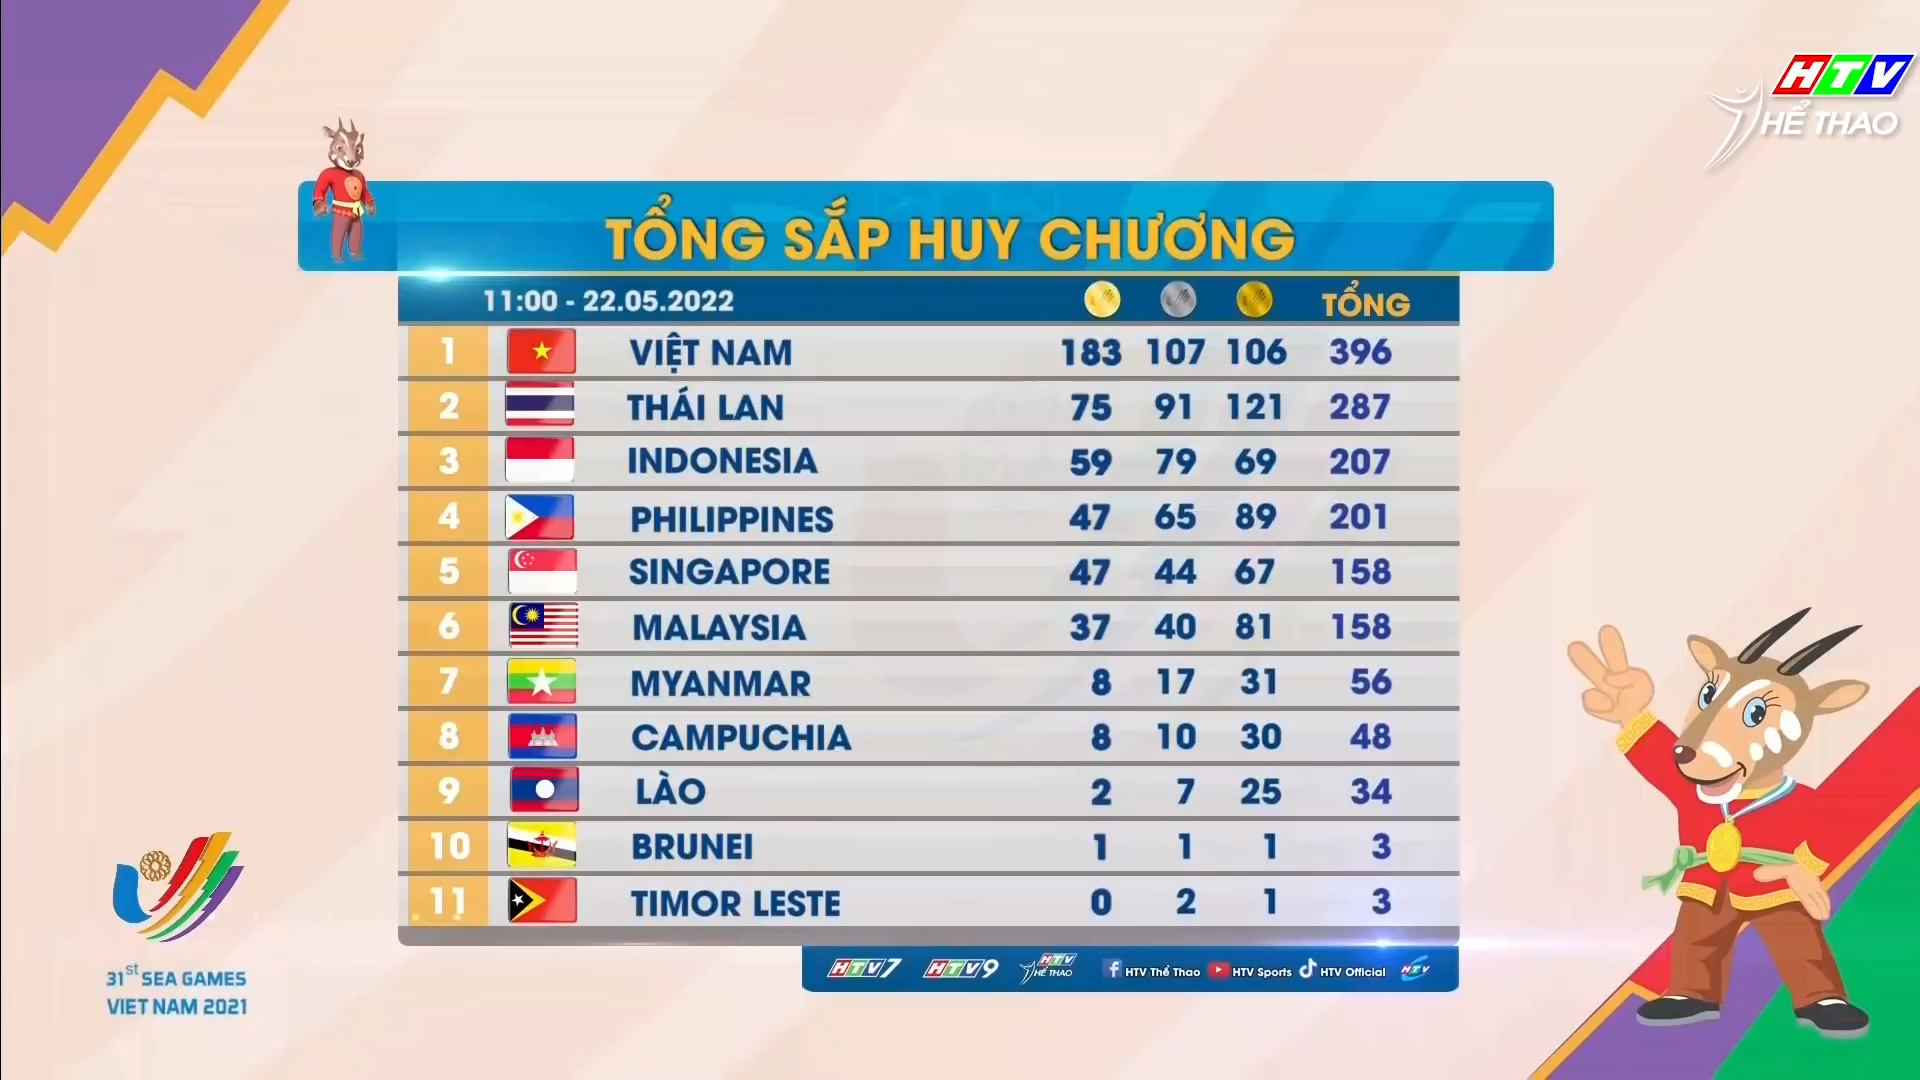 HTV
THỂ THAO
TỔNG SẮP HUY CHƯƠNG
11:00 - 22.05.2022 TỔNG
1 VIỆT NAM 183 107 106 396
2 THÁI LAN 75 91 121 287
3 INDONESIA 59 79 69 207
4 PHILIPPINES 47 65 89 201
5 SINGAPORE 47 44 67 158
6 MALAYSIA 37 40 81 158
7 MYANMAR 8 17 31 56
8 CAMPUCHIA 8 10 30 48
9 LÀO 2 7 25 34
10 BRUNEI 1 1 1 3
11 TIMOR LESTE 0 2 1 3
HTV7 HTV9 HTV THỂ THAO HTV Thể Thao HTV Sports HTV Official HTV
31st SEA GAMES
VIET NAM 2021